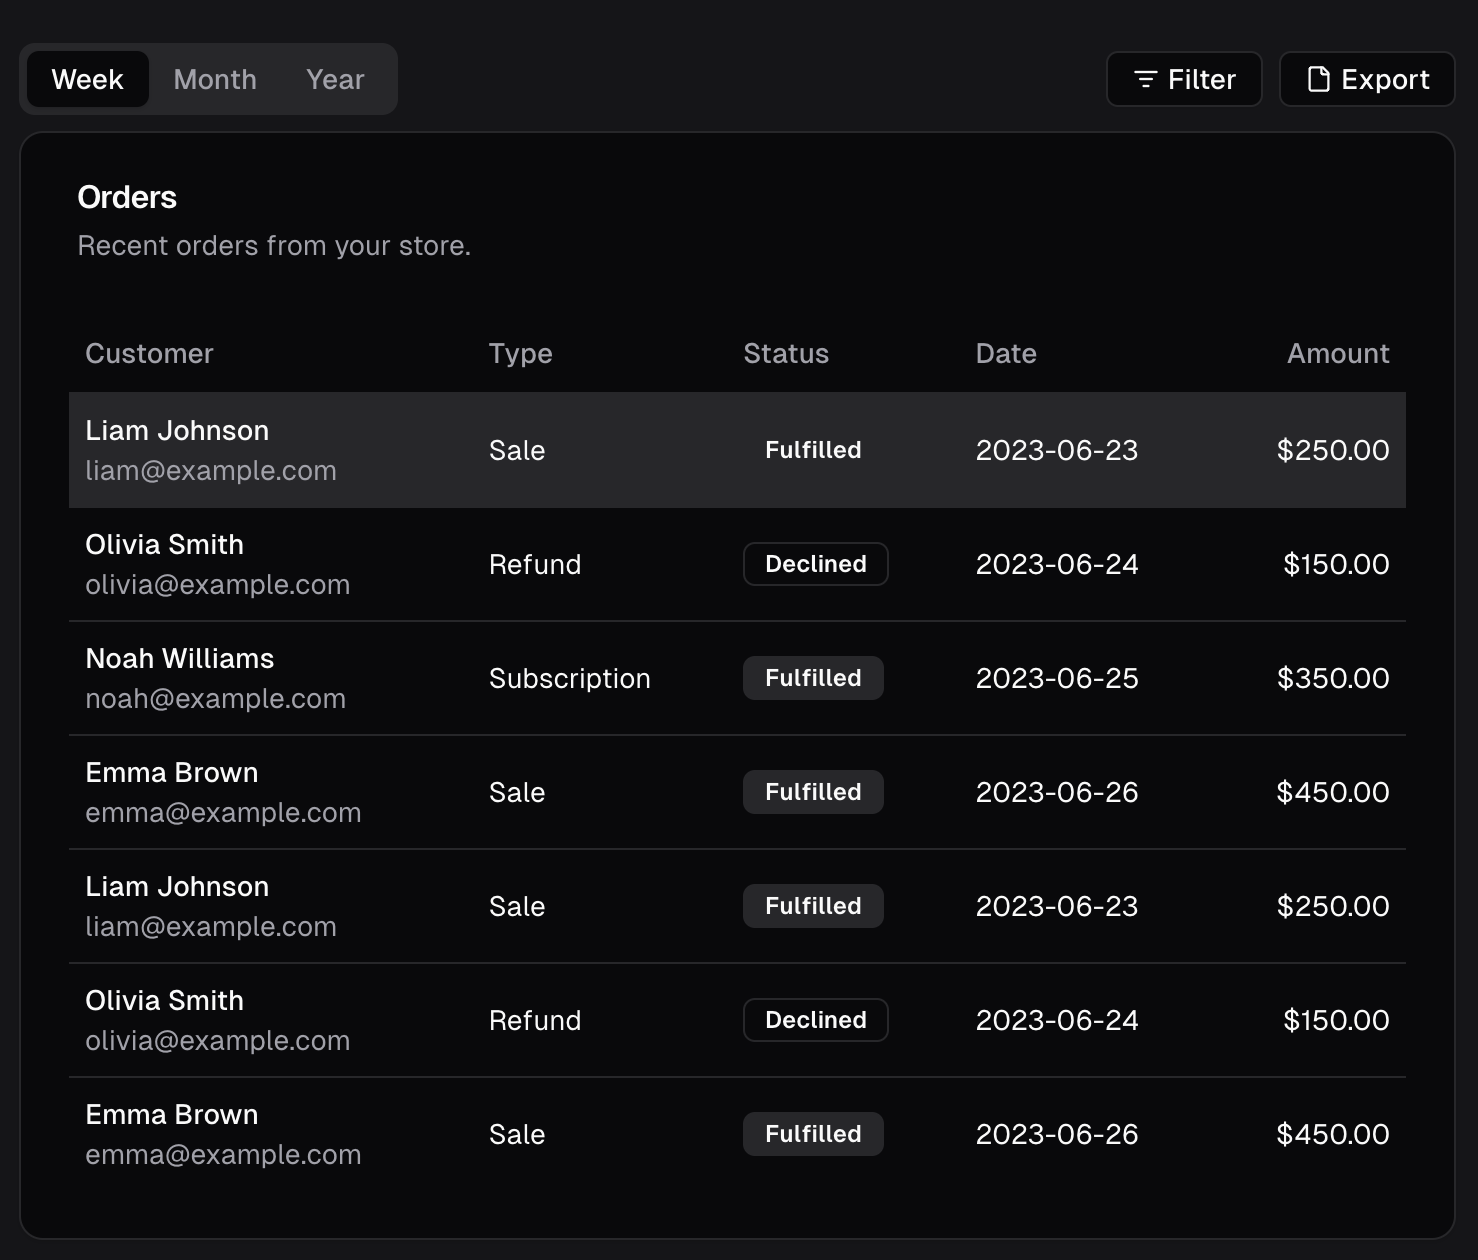 Week Month Year Filter Export
Orders
Recent orders from your store.
Customer Type Status Date Amount
Liam Johnson
liam@example.com
Sale Fulfilled 2023-06-23 $250.00
Olivia Smith
olivia@example.com
Refund Declined 2023-06-24 $150.00
Noah Williams
noah@example.com
Subscription Fulfilled 2023-06-25 $350.00
Emma Brown
emma@example.com
Sale Fulfilled 2023-06-26 $450.00
Liam Johnson
liam@example.com
Sale Fulfilled 2023-06-23 $250.00
Olivia Smith
olivia@example.com
Refund Declined 2023-06-24 $150.00
Emma Brown
emma@example.com
Sale Fulfilled 2023-06-26 $450.00